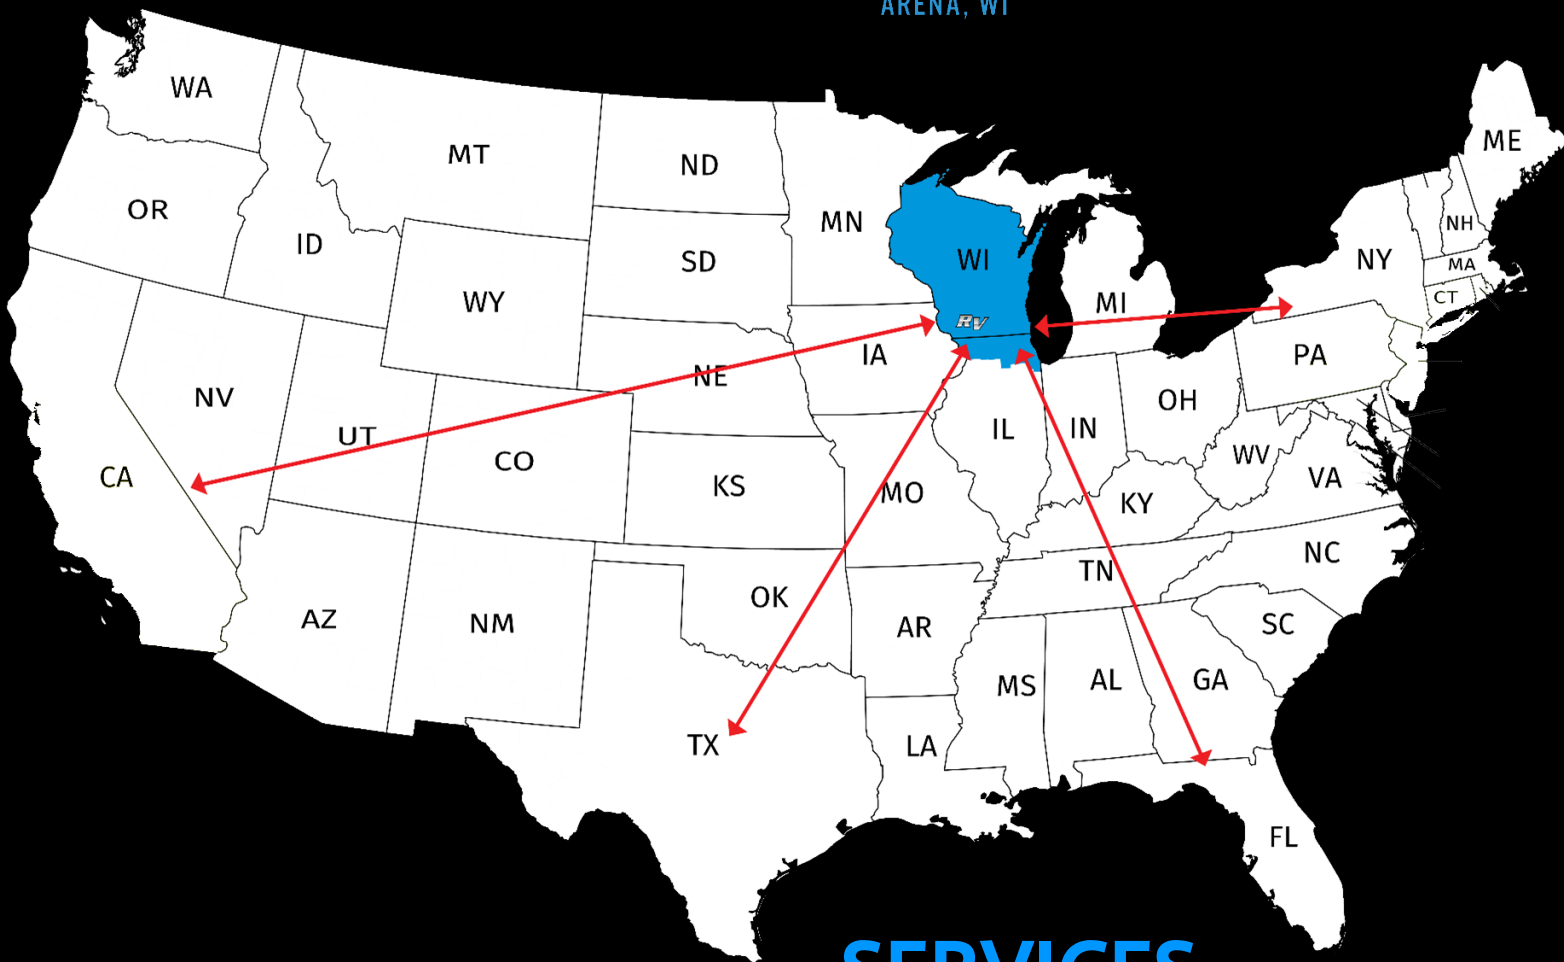 ARENA, WI
WA
MT
ND
ME
OR
MN
NH
ID
SD
WI
NY
MA
WY
MI
CT
RV
IA
PA
NE
NV
OH
UT
IL
IN
CO
WV
CA
KS
MO
VA
KY
NC
TN
OK
AZ
NM
AR
SC
MS
AL
GA
TX
LA
FL
SERVICES